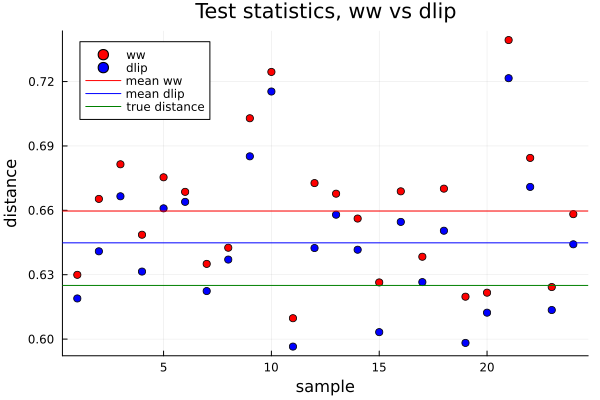 Test statistics, ww vs dlip
ww
dlip
mean ww
mean dlip
true distance
distance
0.72
0.69
0.66
0.63
0.60
5
10
15
20
sample